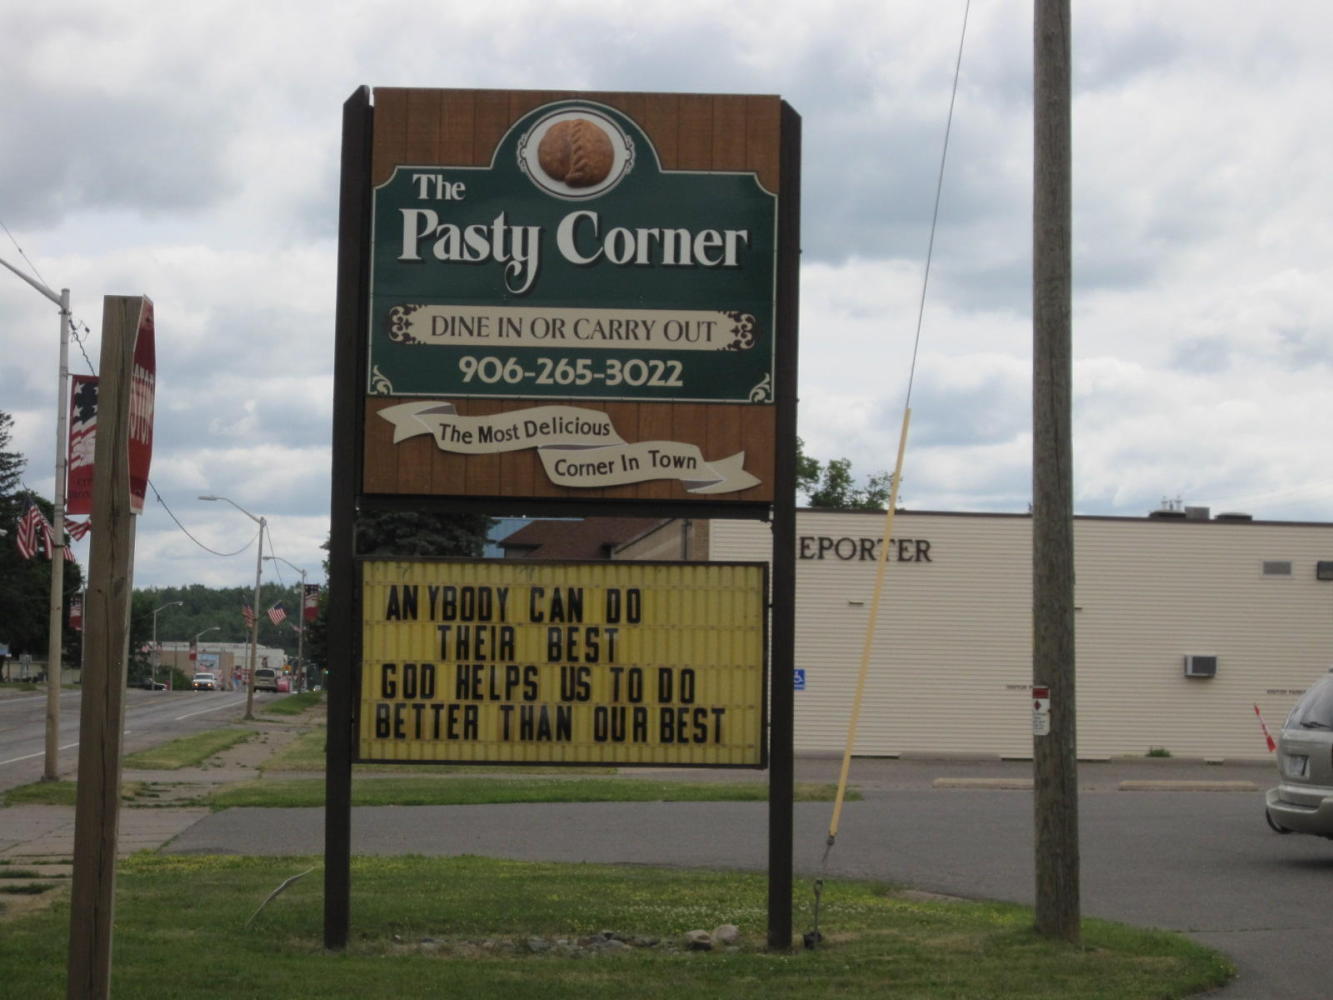 The
Pasty Corner
DINE IN OR CARRY OUT
906-265-3022
The Most Delicious
Corner In Town
ANYBODY CAN DO
THEIR BEST
GOD HELPS US TO DO
BETTER THAN OUR BEST
EPORTER
STOP